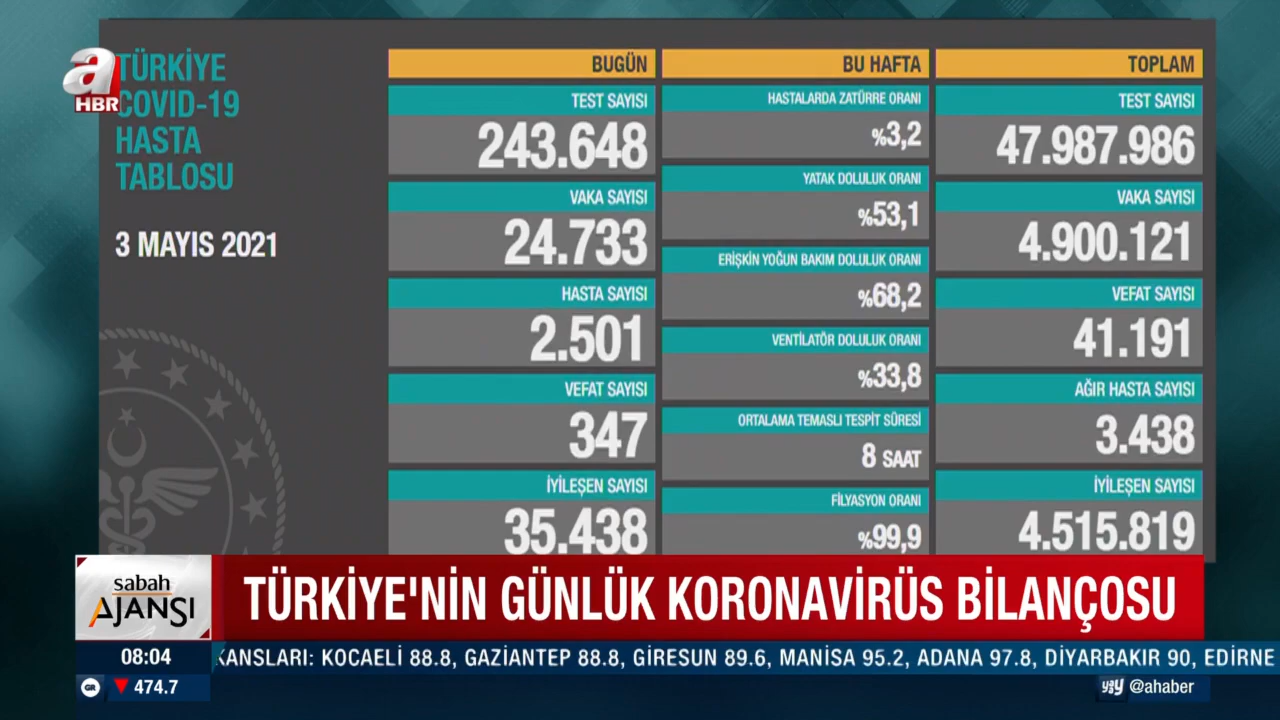 a
HBR
TÜRKİYE
COVID-19
HASTA
TABLOSU
3 MAYIS 2021
BUGÜN
TEST SAYISI
243.648
VAKA SAYISI
24.733
HASTA SAYISI
2.501
VEFAT SAYISI
347
İYİLEŞEN SAYISI
35.438
BU HAFTA
HASTALARDA ZATÜRRE ORANI
%3,2
YATAK DOLULUK ORANI
%53,1
ERİŞKİN YOĞUN BAKIM DOLULUK ORANI
%68,2
VENTİLATÖR DOLULUK ORANI
%33,8
ORTALAMA TEMASLI TESPİT SÜRESİ
8 SAAT
FİLYASYON ORANI
%99,9
TOPLAM
TEST SAYISI
47.987.986
VAKA SAYISI
4.900.121
VEFAT SAYISI
41.191
AĞIR HASTA SAYISI
3.438
İYİLEŞEN SAYISI
4.515.819
sabah
AJANSI
TÜRKİYE'NİN GÜNLÜK KORONAVİRÜS BİLANÇOSU
08:04
KANSLARI: KOCAELİ 88.8, GAZİANTEP 88.8, GİRESUN 89.6, MANİSA 95.2, ADANA 97.8, DİYARBAKIR 90, EDİRNE
GR 474.7
@ahaber